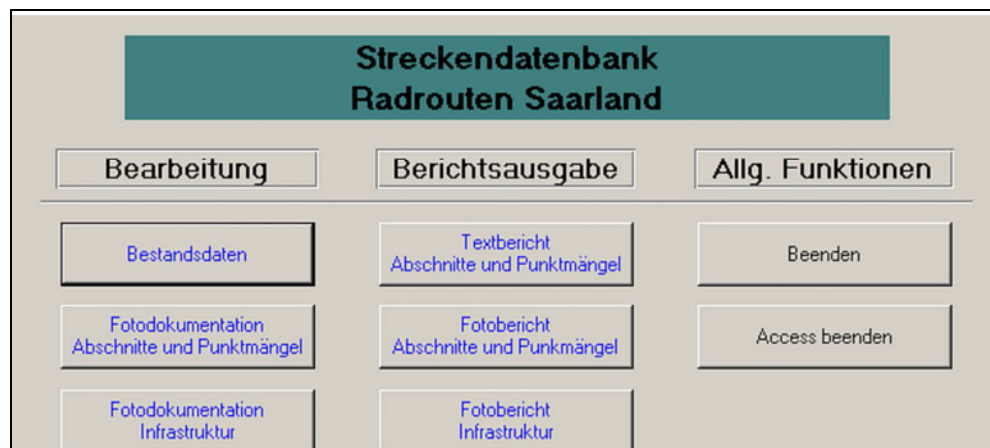 Streckendatenbank
Radrouten Saarland
Bearbeitung
Berichtsausgabe
Allg. Funktionen
Bestandsdaten
Textbericht
Abschnitte und Punktmängel
Beenden
Fotodokumentation
Abschnitte und Punktmängel
Fotobericht
Abschnitte und Punkmängel
Access beenden
Fotodokumentation
Infrastruktur
Fotobericht
Infrastruktur